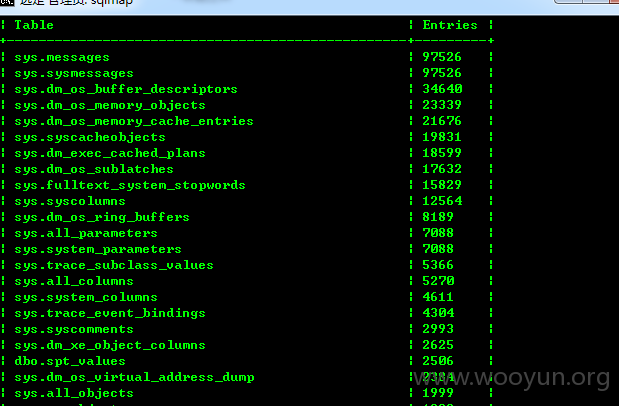 选定 管理员: sqlmap
Table Entries
sys.messages 97526
sys.sysmessages 97526
sys.dm_os_buffer_descriptors 34640
sys.dm_os_memory_objects 23339
sys.dm_os_memory_cache_entries 21676
sys.syscacheobjects 19831
sys.dm_exec_cached_plans 18599
sys.dm_os_sublatches 17632
sys.fulltext_system_stopwords 15829
sys.syscolumns 12564
sys.dm_os_ring_buffers 8189
sys.all_parameters 7088
sys.system_parameters 7088
sys.trace_subclass_values 5366
sys.all_columns 5270
sys.system_columns 4611
sys.trace_event_bindings 4304
sys.syscomments 2993
sys.dm_xe_object_columns 2625
dbo.spt_values 2506
sys.dm_os_virtual_address_dump
www.wooyun.org
sys.all_objects 1999